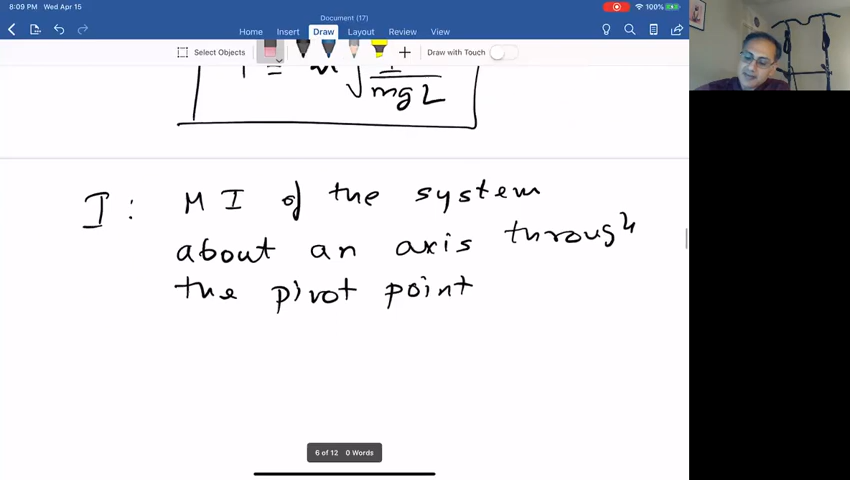 8:09 PM Wed Apr 15
100%
Document (17)
Home Insert Draw Layout Review View
Select Objects
Draw with Touch
mgL
I : MI of the system
about an axis through
the pivot point
6 of 12 0 Words